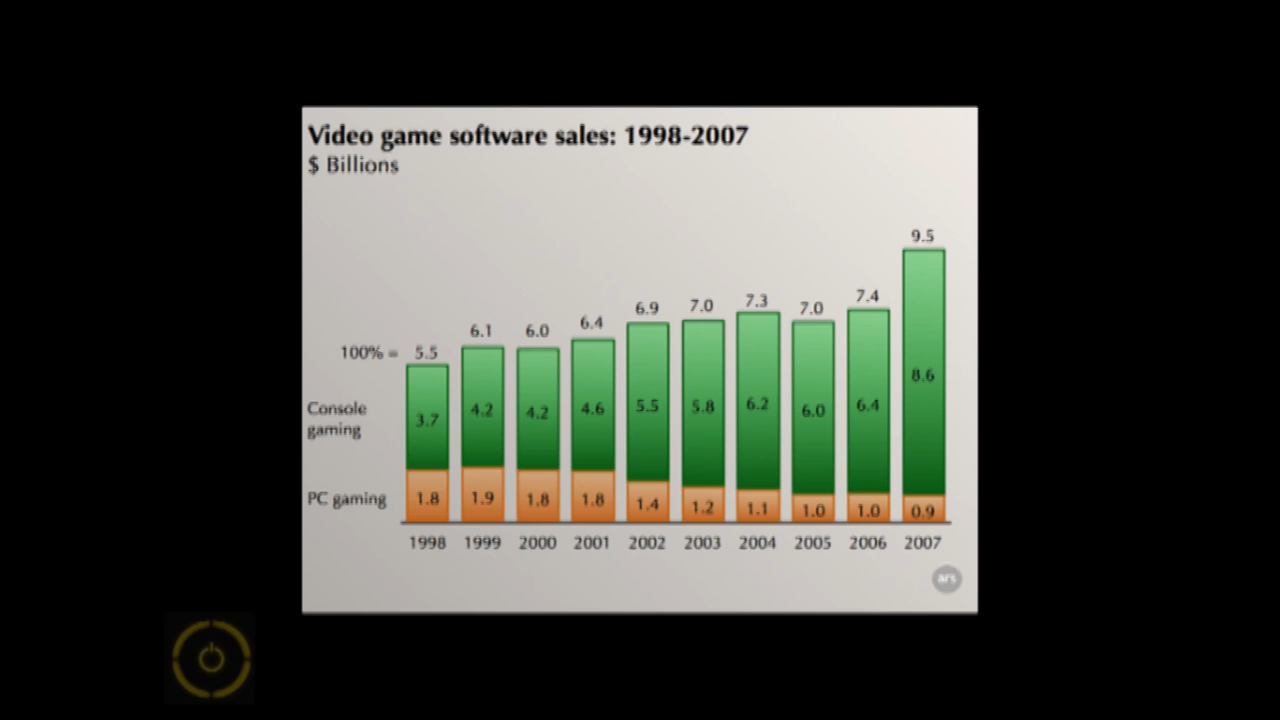 Video game software sales: 1998-2007
$ Billions
9.5
6.9 7.0 7.3 7.0 7.4
6.1 6.0 6.4
100% = 5.5
8.6
Console
gaming
3.7 4.2 4.2 4.6 5.5 5.8 6.2 6.0 6.4
PC gaming
1.8 1.9 1.8 1.8 1.4 1.2 1.1 1.0 1.0 0.9
1998 1999 2000 2001 2002 2003 2004 2005 2006 2007
ars